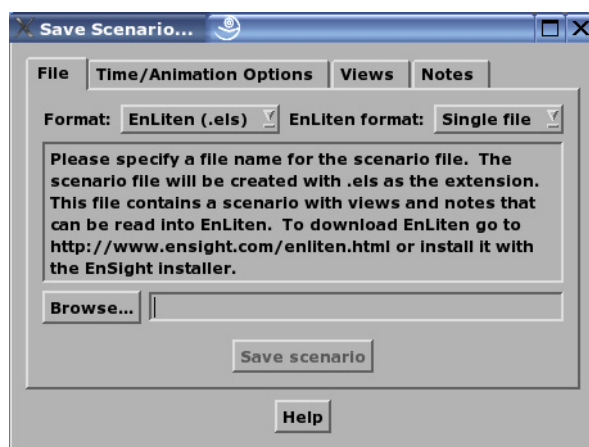 Save Scenario...
File Time/Animation Options Views Notes
Format: EnLiten (.els) EnLiten format: Single file
Please specify a file name for the scenario file. The
scenario file will be created with .els as the extension.
This file contains a scenario with views and notes that
can be read into EnLiten. To download EnLiten go to
http://www.ensight.com/enliten.html or install it with
the EnSight installer.
Browse...
Save scenario
Help